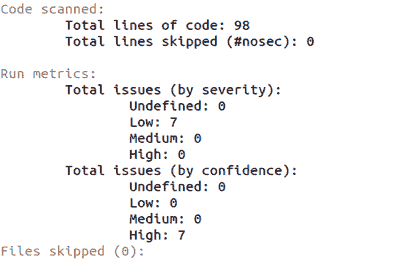 Code scanned:
Total lines of code: 98
Total lines skipped (#nosec): 0
Run metrics:
Total issues (by severity):
Undefined: 0
Low: 7
Medium: 0
High: 0
Total issues (by confidence):
Undefined: 0
Low: 0
Medium: 0
High: 7
Files skipped (0):